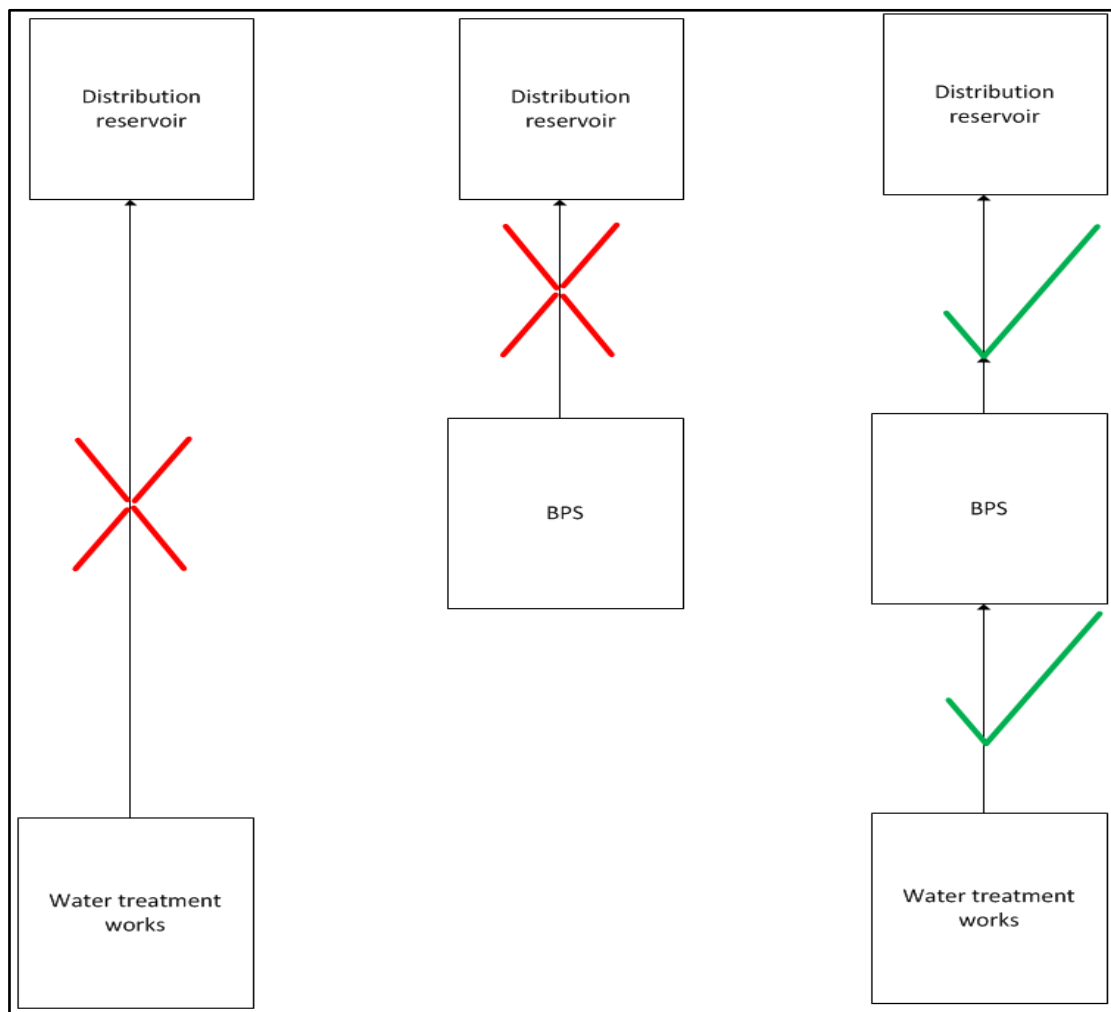 Distribution
reservoir
Distribution
reservoir
Distribution
reservoir
BPS
BPS
Water treatment
works
Water treatment
works